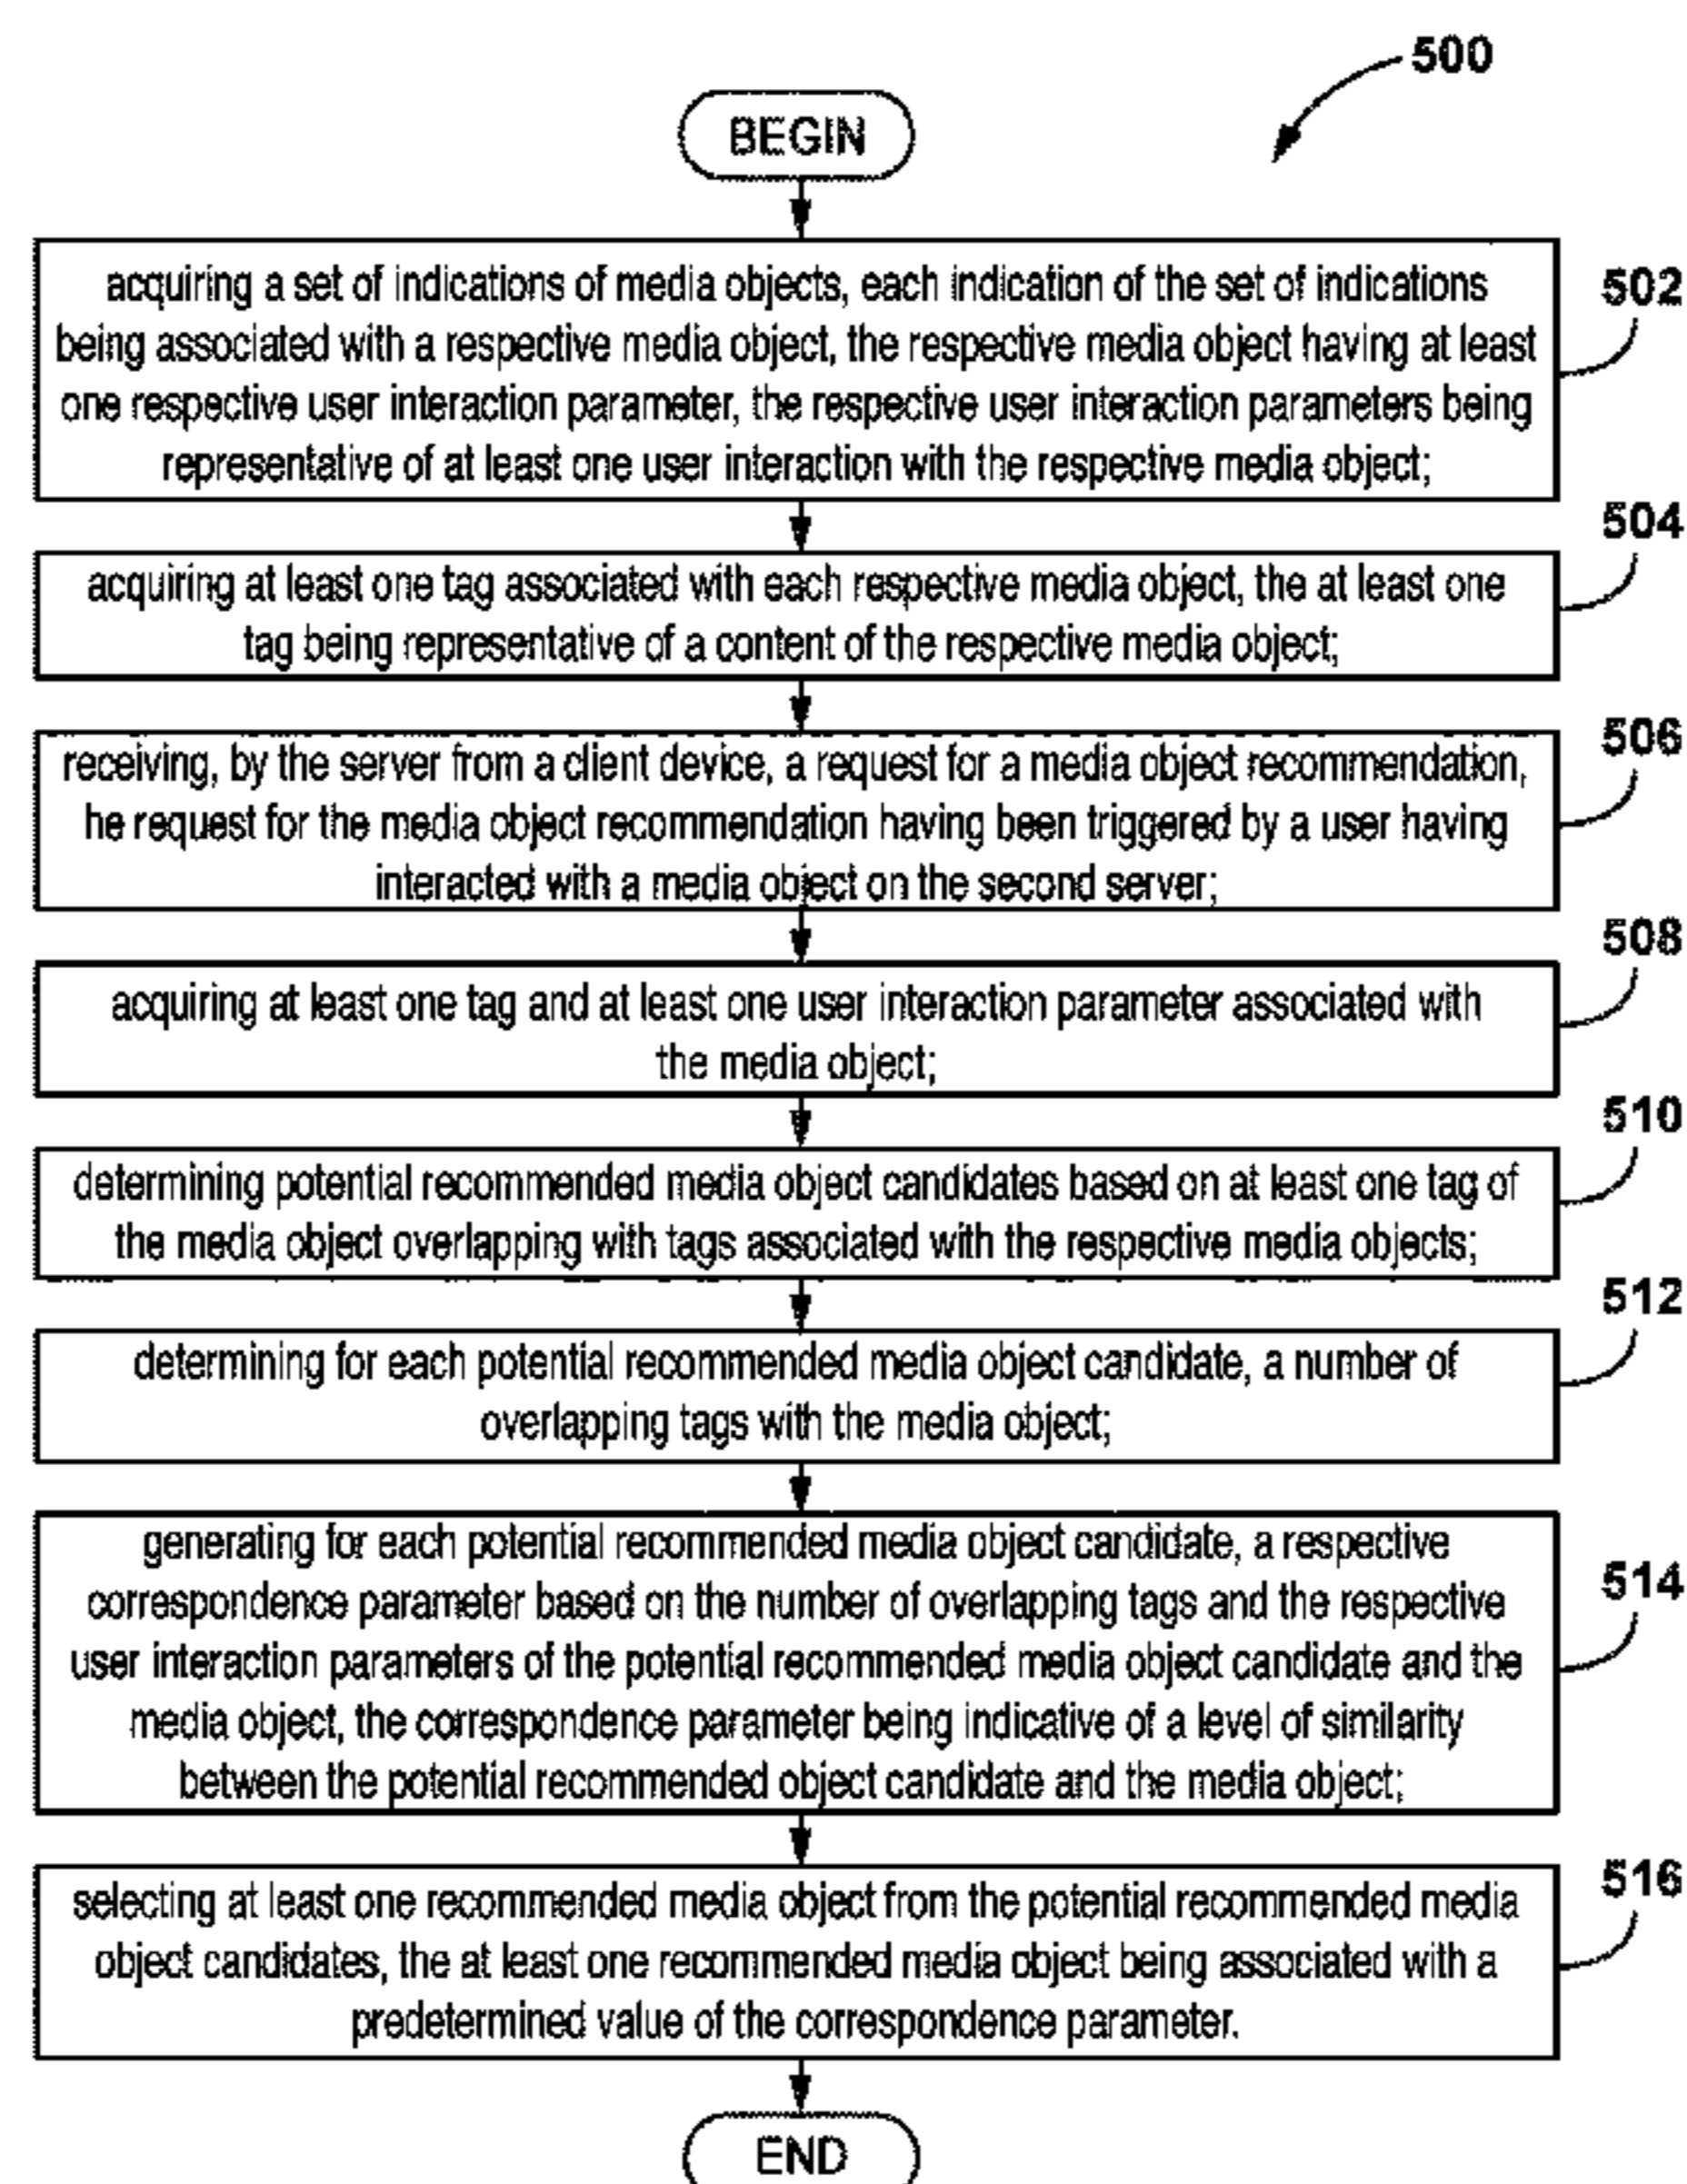 500
BEGIN
acquiring a set of indications of media objects, each indication of the set of indications
being associated with a respective media object, the respective media object having at least
one respective user interaction parameter, the respective user interaction parameters being
representative of at least one user interaction with the respective media object;
502
acquiring at least one tag associated with each respective media object, the at least one
tag being representative of a content of the respective media object;
504
receiving, by the server from a client device, a request for a media object recommendation,
he request for the media object recommendation having been triggered by a user having
interacted with a media object on the second server;
506
acquiring at least one tag and at least one user interaction parameter associated with
the media object;
508
determining potential recommended media object candidates based on at least one tag of
the media object overlapping with tags associated with the respective media objects;
510
determining for each potential recommended media object candidate, a number of
overlapping tags with the media object;
512
generating for each potential recommended media object candidate, a respective
correspondence parameter based on the number of overlapping tags and the respective
user interaction parameters of the potential recommended media object candidate and the
media object, the correspondence parameter being indicative of a level of similarity
between the potential recommended object candidate and the media object;
514
selecting at least one recommended media object from the potential recommended media
object candidates, the at least one recommended media object being associated with a
predetermined value of the correspondence parameter.
516
END